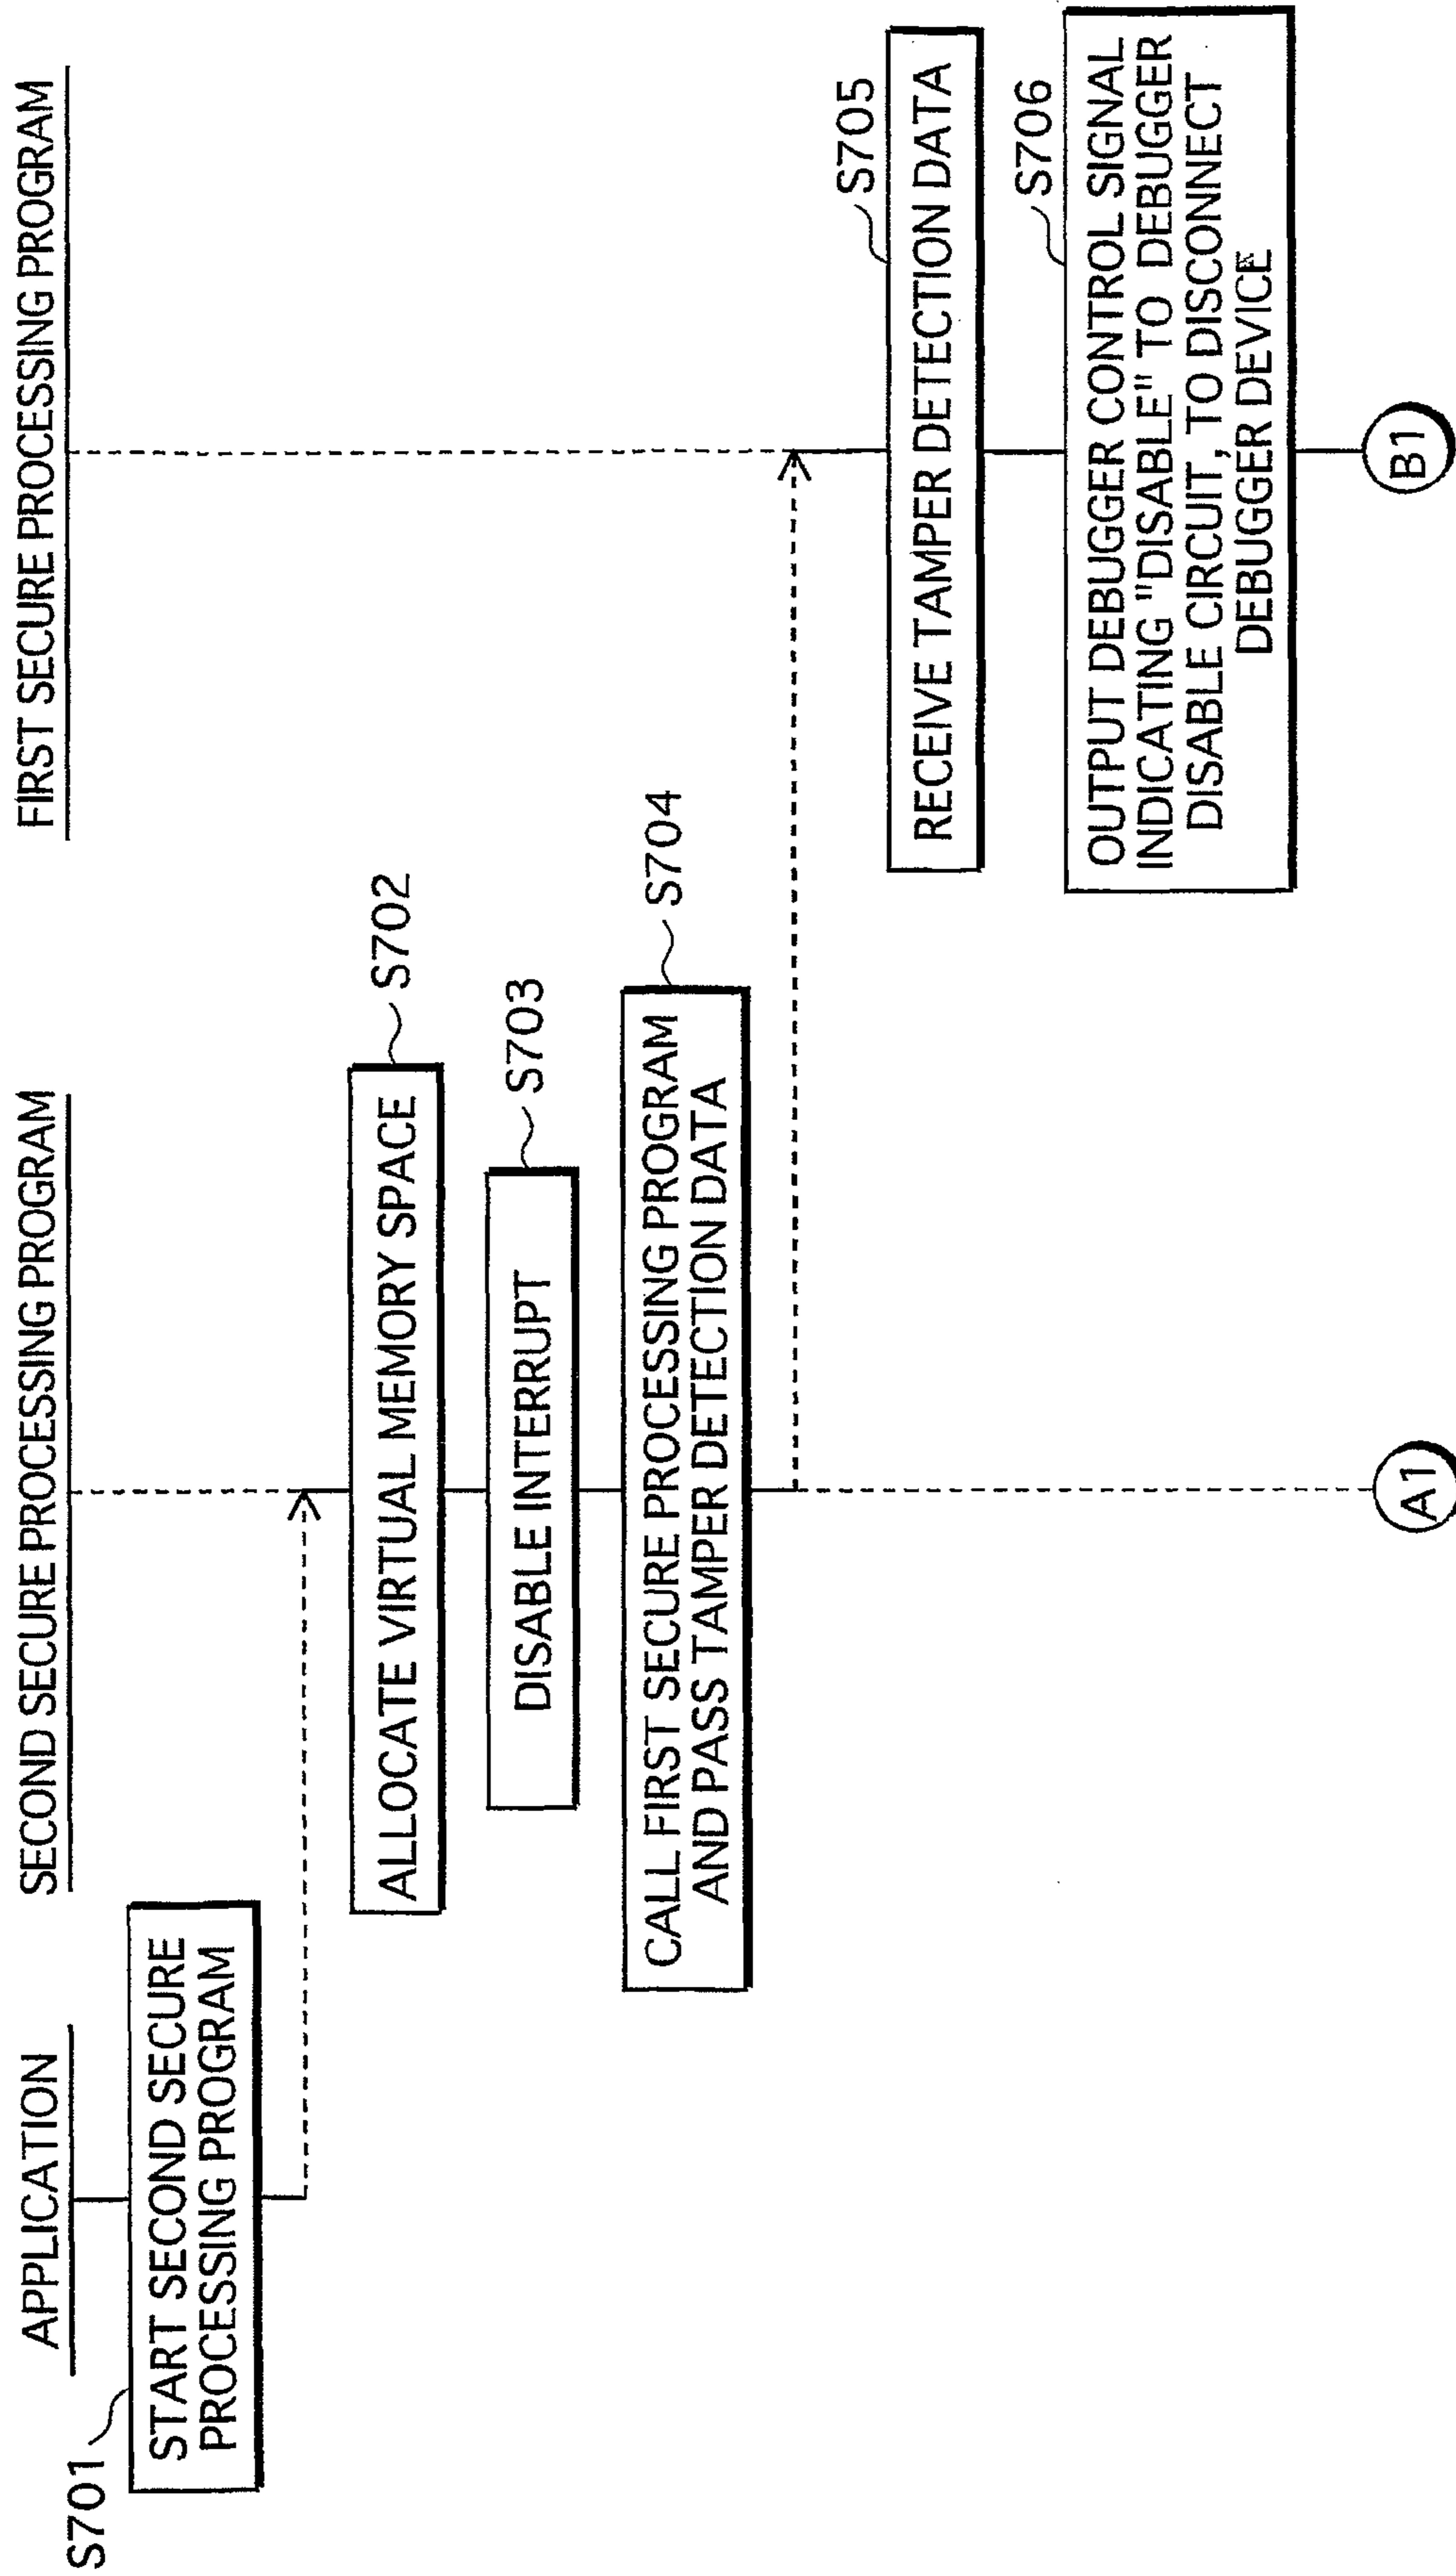 APPLICATION
SECOND SECURE PROCESSING PROGRAM
FIRST SECURE PROCESSING PROGRAM
S701
START SECOND SECURE
PROCESSING PROGRAM
S702
ALLOCATE VIRTUAL MEMORY SPACE
S703
DISABLE INTERRUPT
S704
CALL FIRST SECURE PROCESSING PROGRAM
AND PASS TAMPER DETECTION DATA
S705
RECEIVE TAMPER DETECTION DATA
S706
OUTPUT DEBUGGER CONTROL SIGNAL
INDICATING "DISABLE" TO DEBUGGER
DISABLE CIRCUIT, TO DISCONNECT
DEBUGGER DEVICE
A1
B1